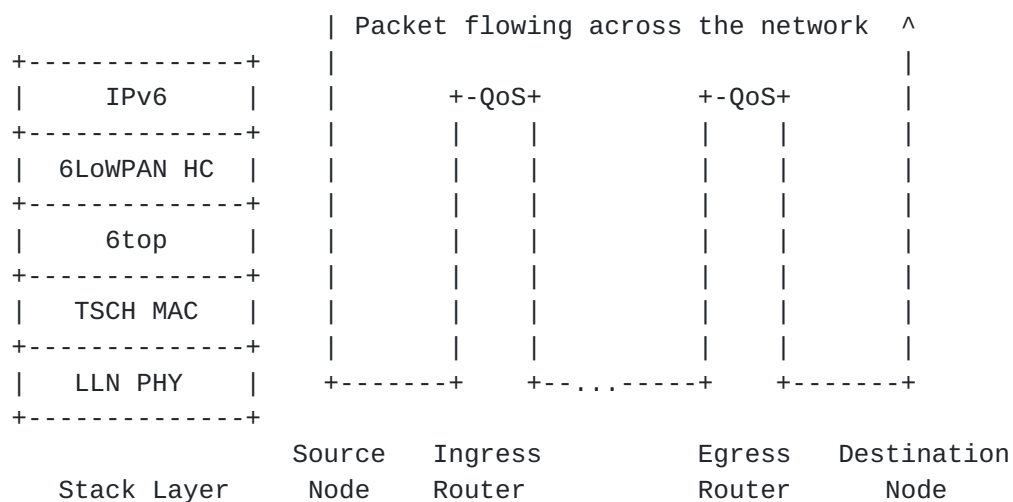 | Packet flowing across the network  ^
+--------------+     |                                    |
|     IPv6     |     |       +-QoS+          +-QoS+       |
+--------------+     |       |    |          |    |       |
|  6LoWPAN HC  |     |       |    |          |    |       |
+--------------+     |       |    |          |    |       |
|     6top     |     |       |    |          |    |       |
+--------------+     |       |    |          |    |       |
|   TSCH MAC   |     |       |    |          |    |       |
+--------------+     |       |    |          |    |       |
|   LLN PHY    |     +-------+    +--...-----+    +-------+
+--------------+
                  Source   Ingress          Egress   Destination
   Stack Layer     Node    Router           Router      Node